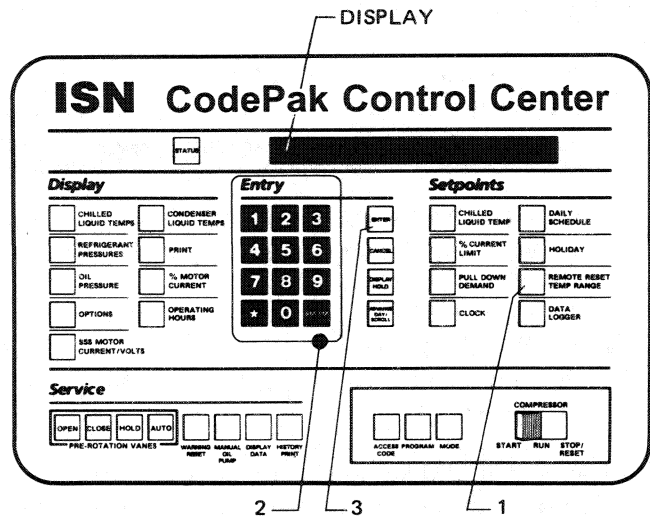 DISPLAY
ISN CodePak Control Center
STATUS
Display
CHILLED LIQUID TEMPS
CONDENSER LIQUID TEMPS
REFRIGERANT PRESSURES
PRINT
OIL PRESSURE
% MOTOR CURRENT
OPTIONS
OPERATING HOURS
SSS MOTOR CURRENT/VOLTS
Entry
1 2 3
4 5 6
7 8 9
* 0
ENTER
CANCEL
DISPLAY HOLD
ADVANCE DAY/ SCROLL
Setpoints
CHILLED LIQUID TEMP
DAILY SCHEDULE
% CURRENT LIMIT
HOLIDAY
PULL DOWN DEMAND
REMOTE RESET TEMP RANGE
CLOCK
DATA LOGGER
Service
OPEN CLOSE HOLD AUTO
PRE-ROTATION VANES
WARNING RESET
MANUAL OIL PUMP
DISPLAY DATA
HISTORY PRINT
ACCESS CODE
PROGRAM
MODE
COMPRESSOR
START RUN STOP/ RESET
2 3 1